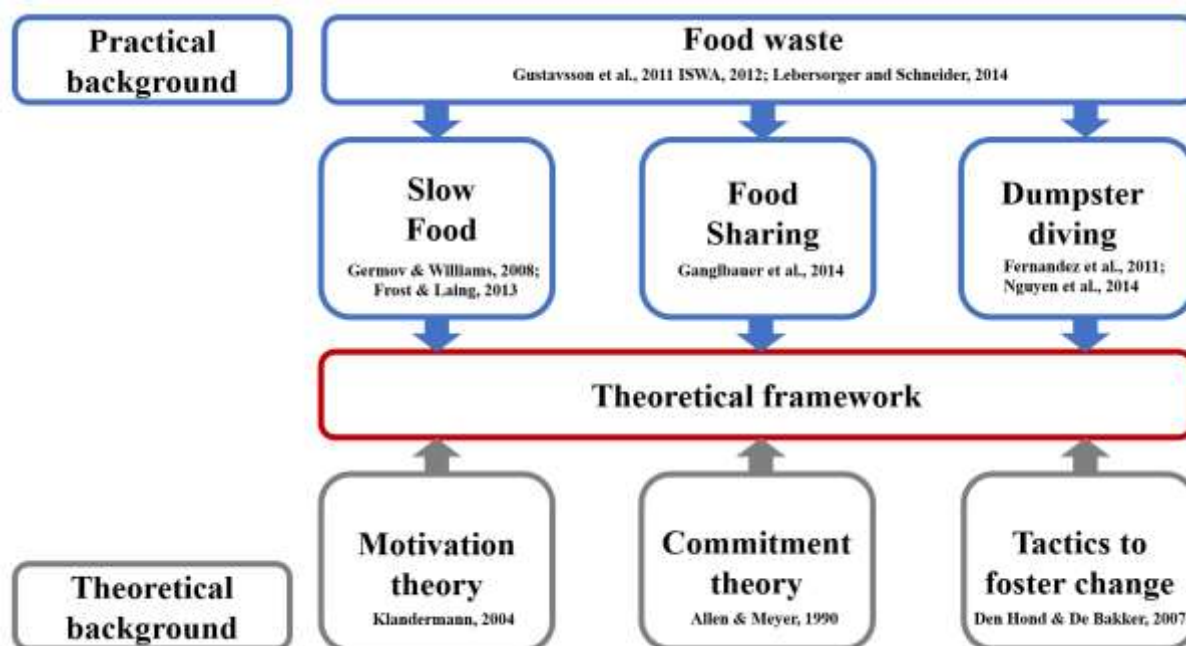 Practical
background
Food waste
Gustavsson et al., 2011 ISWA, 2012; Lebersorger and Schneider, 2014
Slow
Food
Germov & Williams, 2008;
Frost & Laing, 2013
Food
Sharing
Ganglbauer et al., 2014
Dumpster
diving
Fernandez et al., 2011;
Nguyen et al., 2014
Theoretical framework
Motivation
theory
Klandermann, 2004
Commitment
theory
Allen & Meyer, 1990
Tactics to
foster change
Den Hond & De Bakker, 2007
Theoretical
background